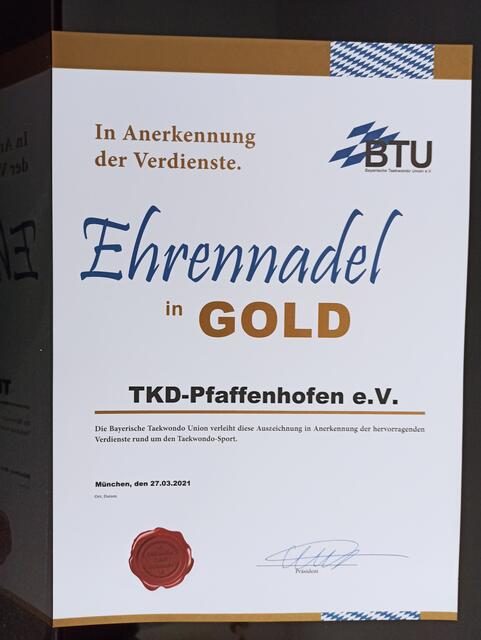 In Anerkennung
der Verdienste.
BTU
Bayerische Taekwondo Union e.V.
Ehrennadel
in GOLD
TKD-Pfaffenhofen e.V.
Die Bayerische Taekwondo Union verleiht diese Auszeichnung in Anerkennung der hervorragenden
Verdienste rund um den Taekwondo-Sport.
München, den 27.03.2021
Ort, Datum
Präsident